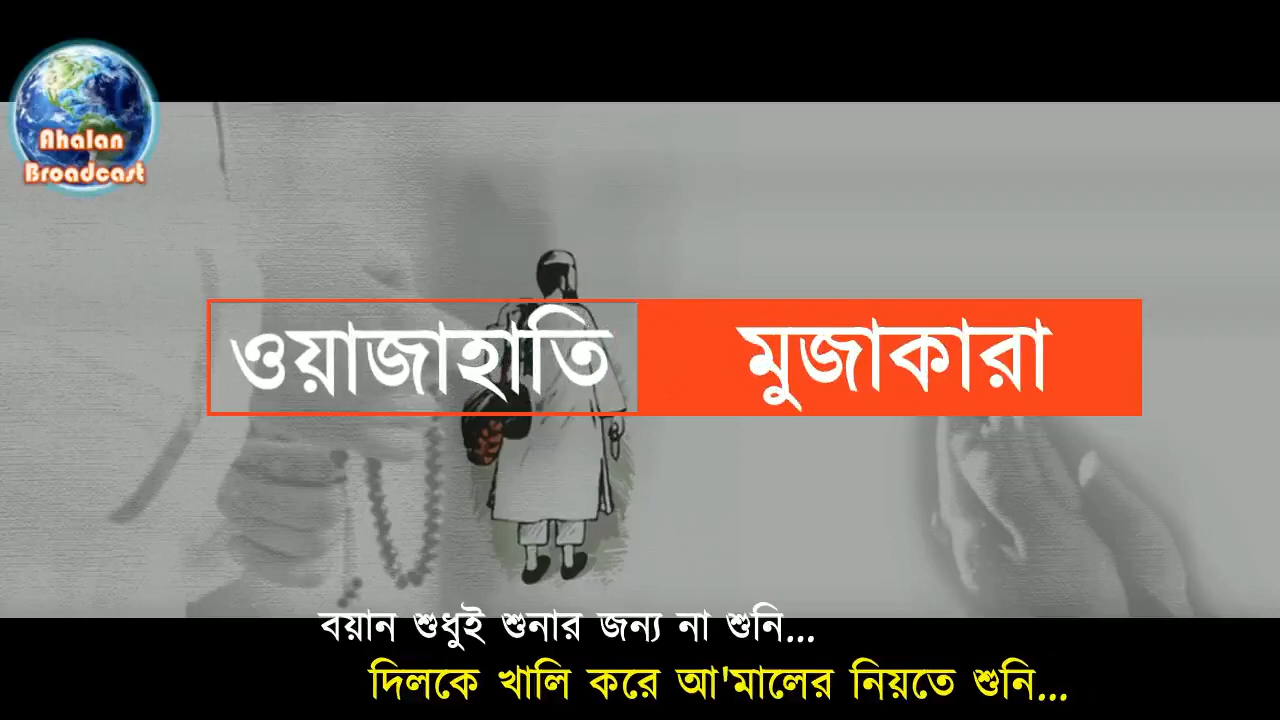 Ahalan
Broadcast
ওয়াজাহাতি মুজাকারা
বয়ান শুধুই শুনার জন্য না শুনি...
দিলকে খালি করে আ'মালের নিয়তে শুনি...